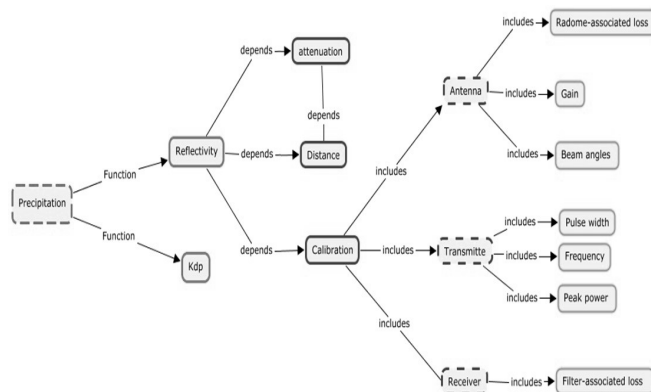 includes
Radome-associated loss
depends
attenuation
Antenna
includes
Gain
depends
Reflectivity
depends
Distance
includes
Beam angles
Function
includes
Precipitation
includes
Pulse width
Function
depends
Calibration
includes
Transmitte
includes
Frequency
Kdp
includes
Peak power
includes
Receiver
includes
Filter-associated loss